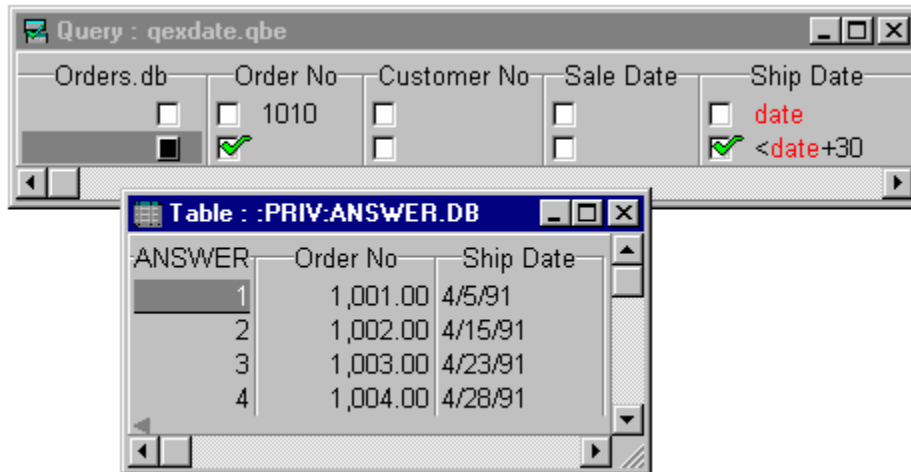 Query : qexdate.qbe
Orders.db Order No Customer No Sale Date Ship Date
1010 date
<date+30
Table : :PRIV:ANSWER.DB
ANSWER Order No Ship Date
1 1,001.00 4/5/91
2 1,002.00 4/15/91
3 1,003.00 4/23/91
4 1,004.00 4/28/91